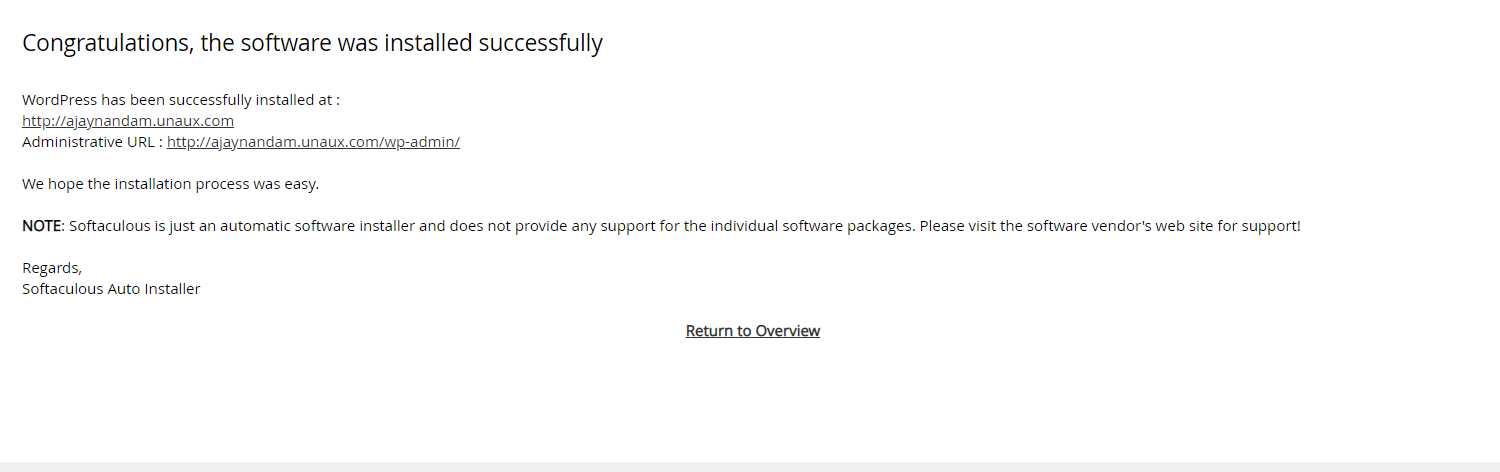 Congratulations, the software was installed successfully
WordPress has been successfully installed at :
http://ajaynandam.unaux.com
Administrative URL : http://ajaynandam.unaux.com/wp-admin/
We hope the installation process was easy.
NOTE: Softaculous is just an automatic software installer and does not provide any support for the individual software packages. Please visit the software vendor's web site for support!
Regards,
Softaculous Auto Installer
Return to Overview